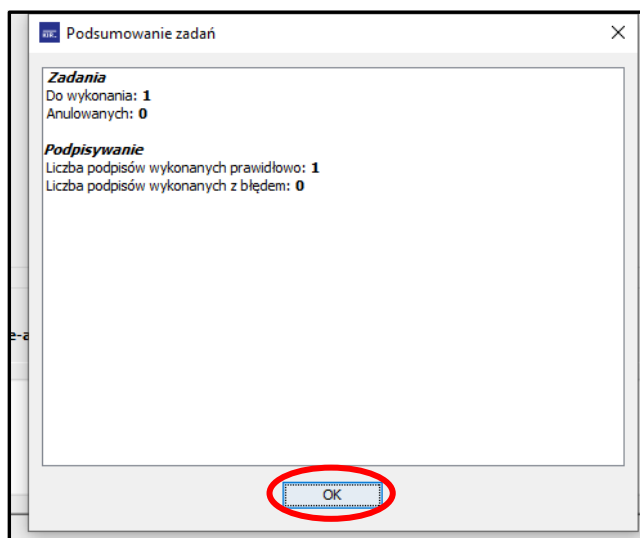 KIR.
Podsumowanie zadań
Zadania
Do wykonania: 1
Anulowanych: 0
Podpisywanie
Liczba podpisów wykonanych prawidłowo: 1
Liczba podpisów wykonanych z błędem: 0
e-a
OK